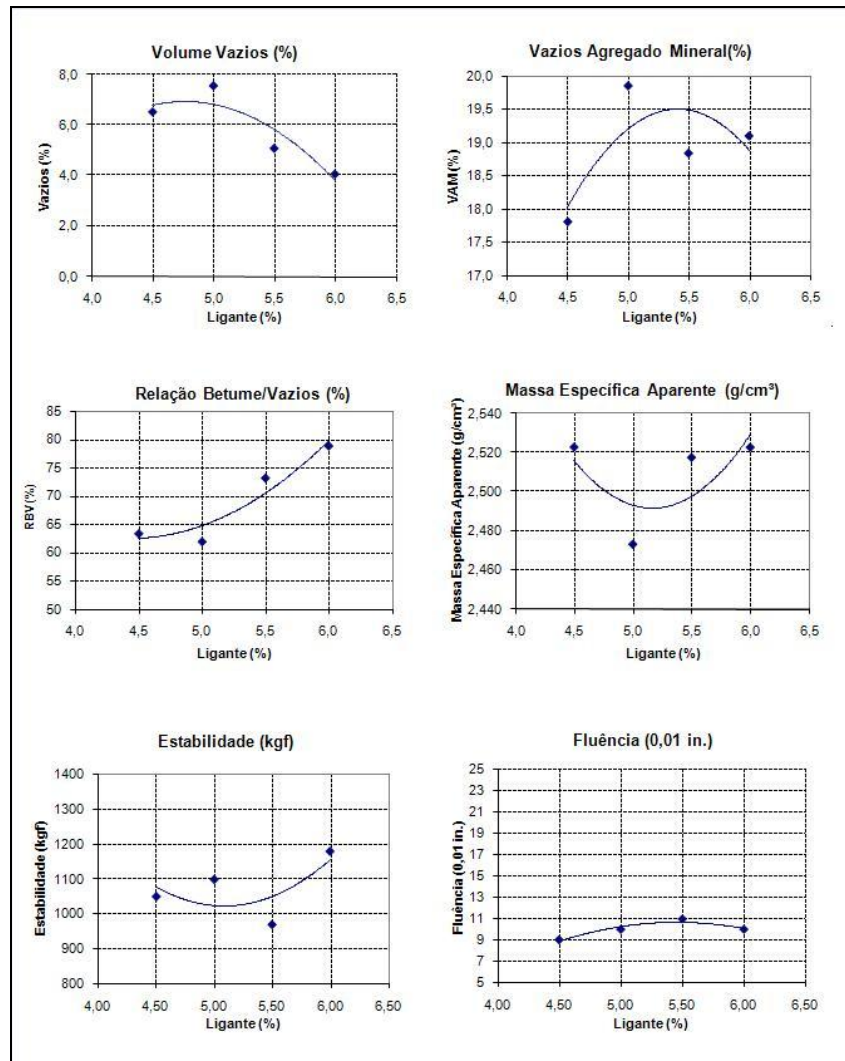 Volume Vazios (%)
8,0
6,0
4,0
2,0
0,0
Vazios (%)
4,0 4,5 5,0 5,5 6,0 6,5
Ligante (%)
Vazios Agregado Mineral(%)
20,0
19,5
19,0
18,5
18,0
17,5
17,0
VAM (%)
4,0 4,5 5,0 5,5 6,0 6,5
Ligante (%)
Relação Betume/Vazios (%)
85
80
75
70
65
60
55
50
RBV (%)
4,0 4,5 5,0 5,5 6,0 6,5
Ligante (%)
Massa Específica Aparente (g/cm³)
2,540
2,520
2,500
2,480
2,460
2,440
Massa Específica Aparente (g/cm³)
4,0 4,5 5,0 5,5 6,0 6,5
Ligante (%)
Estabilidade (kgf)
1400
1300
1200
1100
1000
900
800
Estabilidade (kgf)
4,00 4,50 5,00 5,50 6,00 6,50
Ligante (%)
Fluência (0,01 in.)
25
23
21
19
17
15
13
11
9
7
5
Fluência (0,01 in.)
4,00 4,50 5,00 5,50 6,00 6,50
Ligante (%)